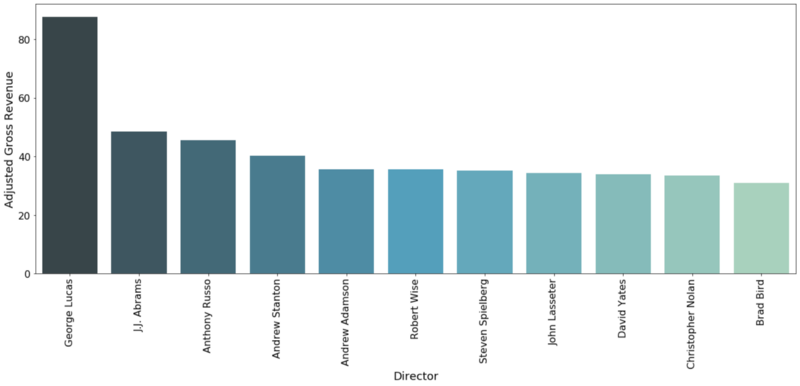 Adjusted Gross Revenue
80
60
40
20
0
George Lucas
J.J. Abrams
Anthony Russo
Andrew Stanton
Andrew Adamson
Robert Wise
Steven Spielberg
John Lasseter
David Yates
Christopher Nolan
Brad Bird
Director